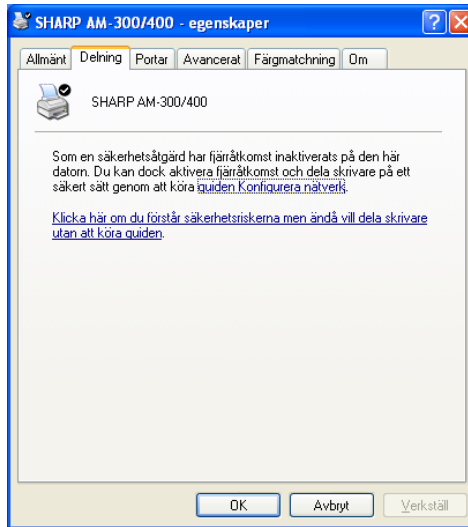 SHARP AM-300/400 - egenskaper
Allmänt Delning Portar Avancerat Färgmatchning Om
SHARP AM-300/400
Som en säkerhetsåtgärd har fjärråtkomst inaktiverats på den här
datorn. Du kan dock aktivera fjärråtkomst och dela skrivare på ett
säkert sätt genom att köra guiden Konfigurera nätverk.
Klicka här om du förstår säkerhetsriskerna men ändå vill dela skrivare
utan att köra guiden.
OK Avbryt Verkställ